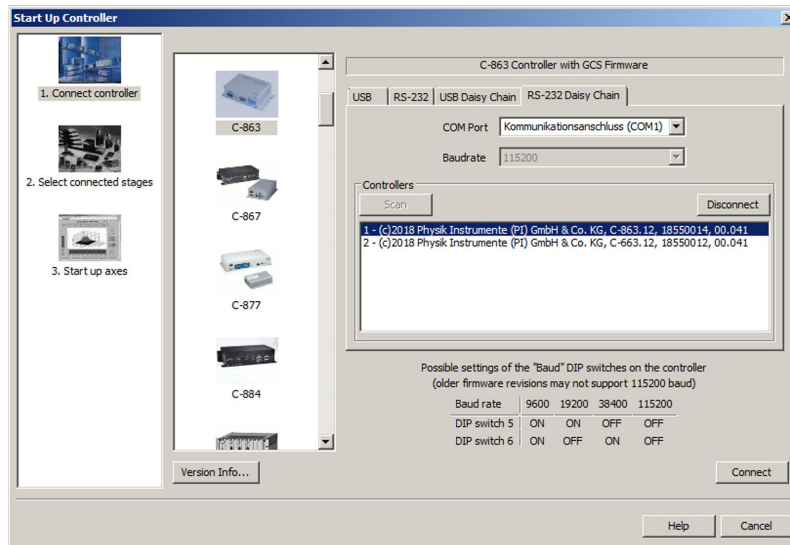 Start Up Controller
1. Connect controller
2. Select connected stages
3. Start up axes
C-863
C-867
C-877
C-884
Version Info...
C-863 Controller with GCS Firmware
USB RS-232 USB Daisy Chain RS-232 Daisy Chain
COM Port Kommunikationsanschluss (COM1)
Baudrate 115200
Controllers
Scan Disconnect
1 - (c)2018 Physik Instrumente (PI) GmbH & Co. KG, C-863.12, 18550014, 00.041
2 - (c)2018 Physik Instrumente (PI) GmbH & Co. KG, C-663.12, 18550012, 00.041
Possible settings of the "Baud" DIP switches on the controller
(older firmware revisions may not support 115200 baud)
Baud rate 9600 19200 38400 115200
DIP switch 5 ON ON OFF OFF
DIP switch 6 ON OFF ON OFF
Connect
Help Cancel